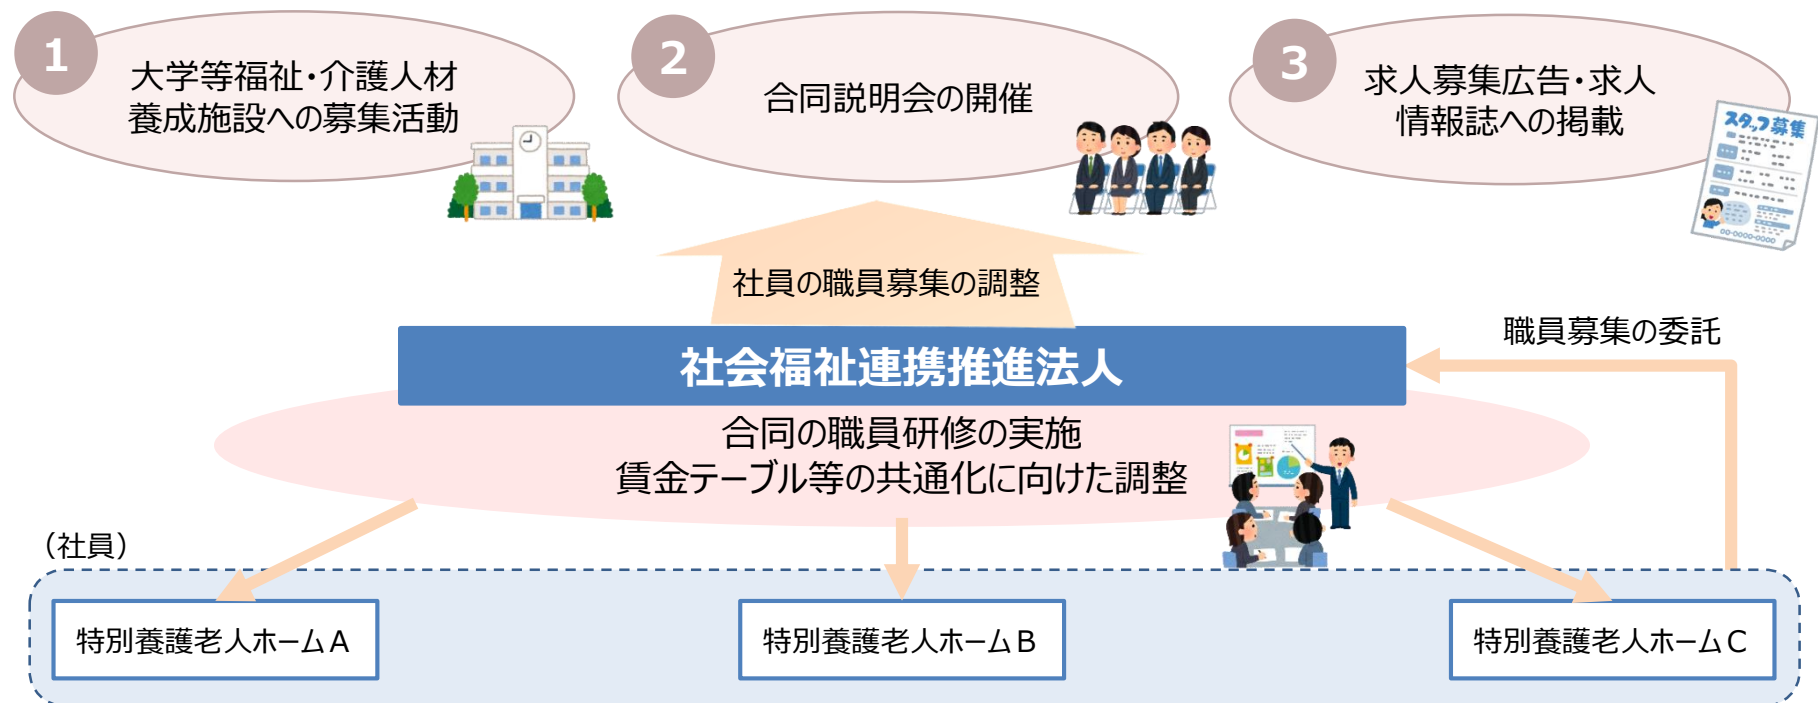 1
大学等福祉・介護人材
養成施設への募集活動
2
合同説明会の開催
3
求人募集広告・求人
情報誌への掲載
スタッフ募集
00-0000-0000
社員の職員募集の調整
職員募集の委託
社会福祉連携推進法人
合同の職員研修の実施
賃金テーブル等の共通化に向けた調整
（社員）
特別養護老人ホームA
特別養護老人ホームB
特別養護老人ホームC